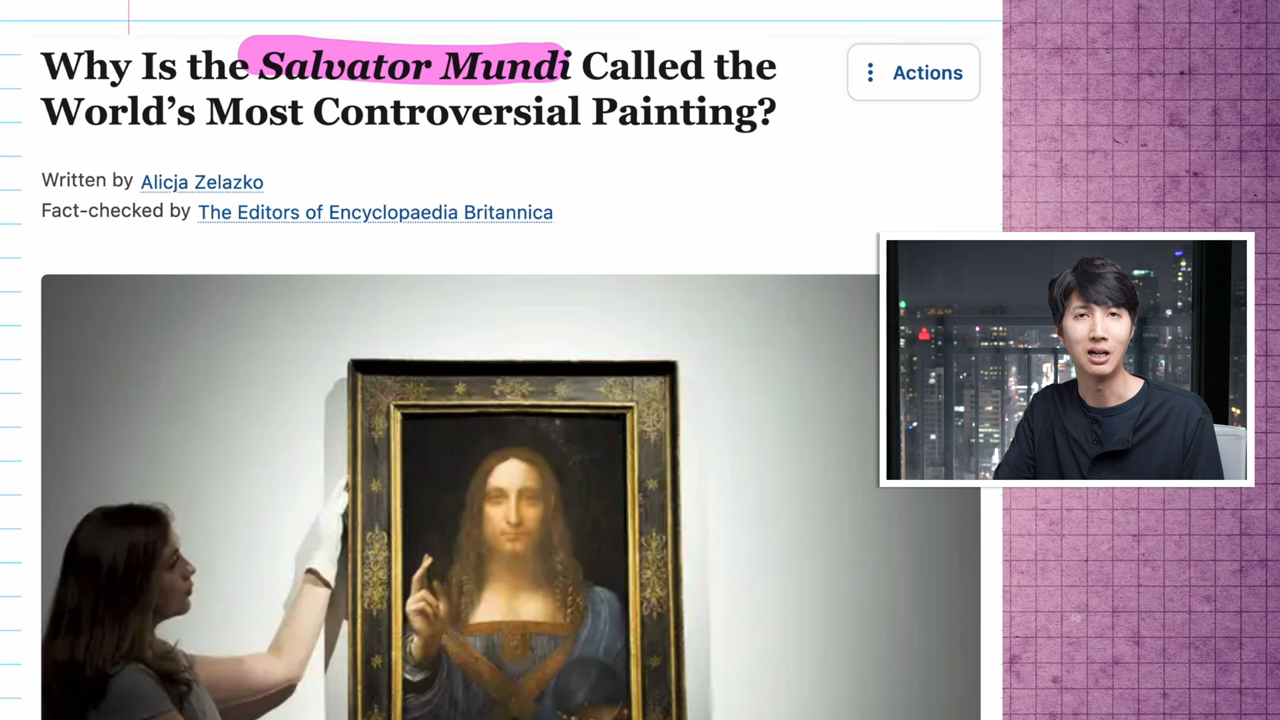 Why Is the Salvator Mundi Called the
World’s Most Controversial Painting?
Actions
Written by Alicja Zelazko
Fact-checked by The Editors of Encyclopaedia Britannica